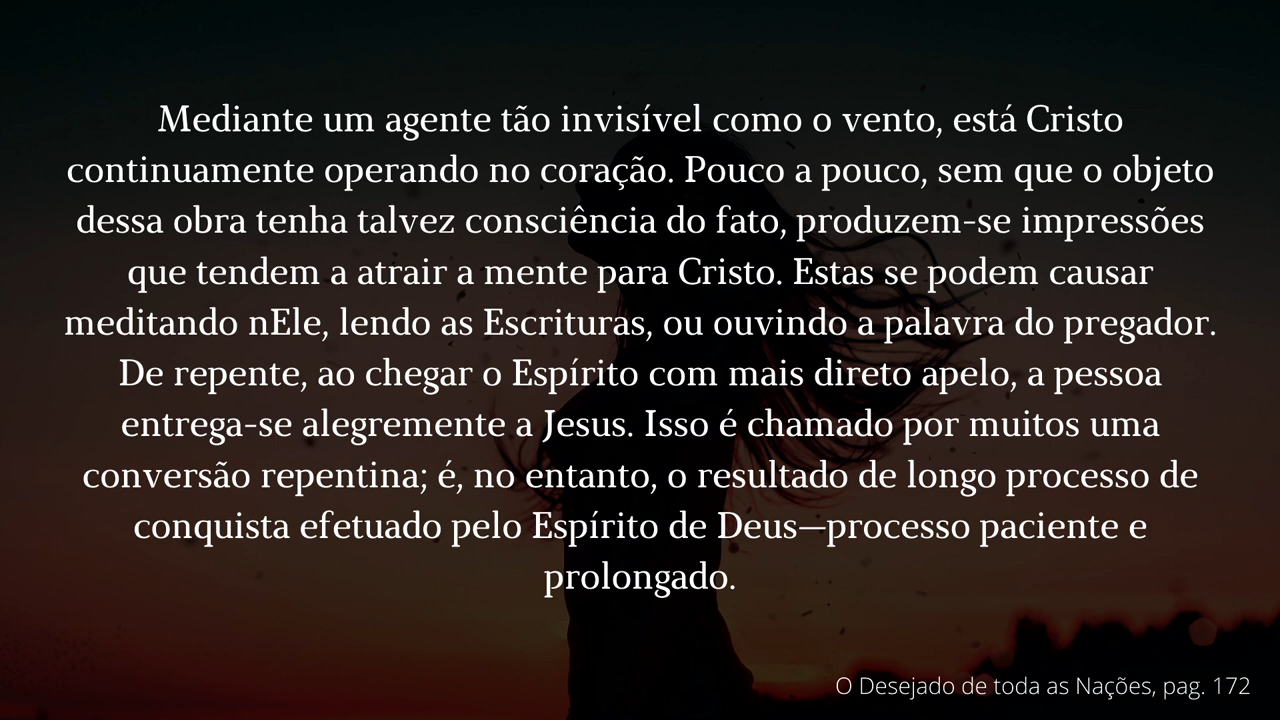 Mediante um agente tão invisível como o vento, está Cristo
continuamente operando no coração. Pouco a pouco, sem que o objeto
dessa obra tenha talvez consciência do fato, produzem-se impressões
que tendem a atrair a mente para Cristo. Estas se podem causar
meditando nEle, lendo as Escrituras, ou ouvindo a palavra do pregador.
De repente, ao chegar o Espírito com mais direto apelo, a pessoa
entrega-se alegremente a Jesus. Isso é chamado por muitos uma
conversão repentina; é, no entanto, o resultado de longo processo de
conquista efetuado pelo Espírito de Deus—processo paciente e
prolongado.
O Desejado de toda as Nações, pag. 172